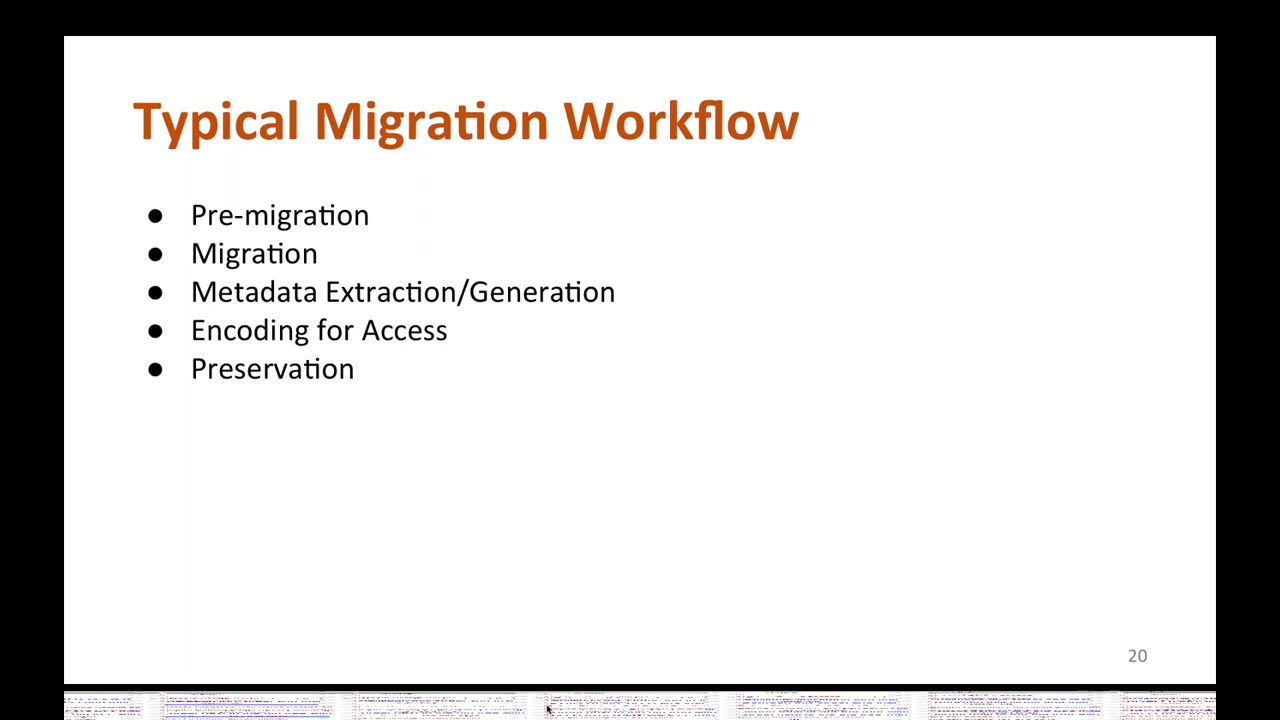 Typical Migration Workflow
● Pre-migration
● Migration
● Metadata Extraction/Generation
● Encoding for Access
● Preservation
20